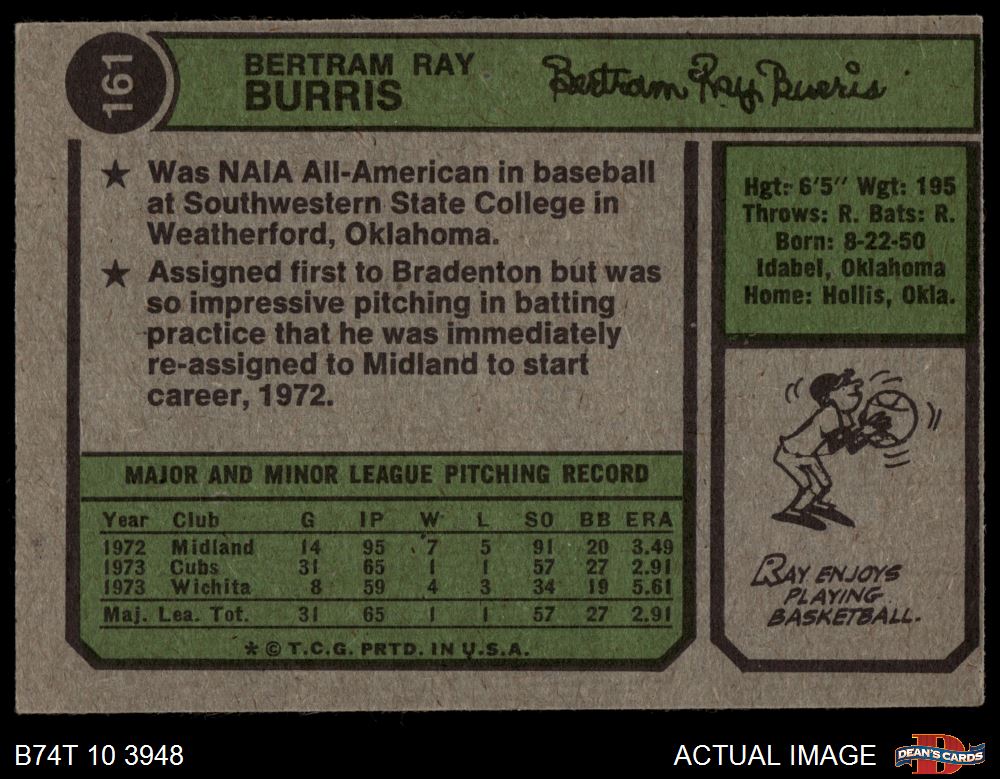 161
BERTRAM RAY
BURRIS
Bertram Ray Burris
★ Was NAIA All-American in baseball
at Southwestern State College in
Weatherford, Oklahoma.
★ Assigned first to Bradenton but was
so impressive pitching in batting
practice that he was immediately
re-assigned to Midland to start
career, 1972.
Hgt: 6'5" Wgt: 195
Throws: R. Bats: R.
Born: 8-22-50
Idabel, Oklahoma
Home: Hollis, Okla.
MAJOR AND MINOR LEAGUE PITCHING RECORD
Year Club G IP W L SO BB ERA
1972 Midland 14 95 7 5 91 20 3.49
1973 Cubs 31 65 1 1 57 27 2.91
1973 Wichita 8 59 4 3 34 19 5.61
Maj. Lea. Tot. 31 65 1 1 57 27 2.91
* © T.C.G. PRTD. IN U.S.A.
RAY ENJOYS
PLAYING
BASKETBALL.
B74T 10 3948
ACTUAL IMAGE
D
DEAN'S CARDS